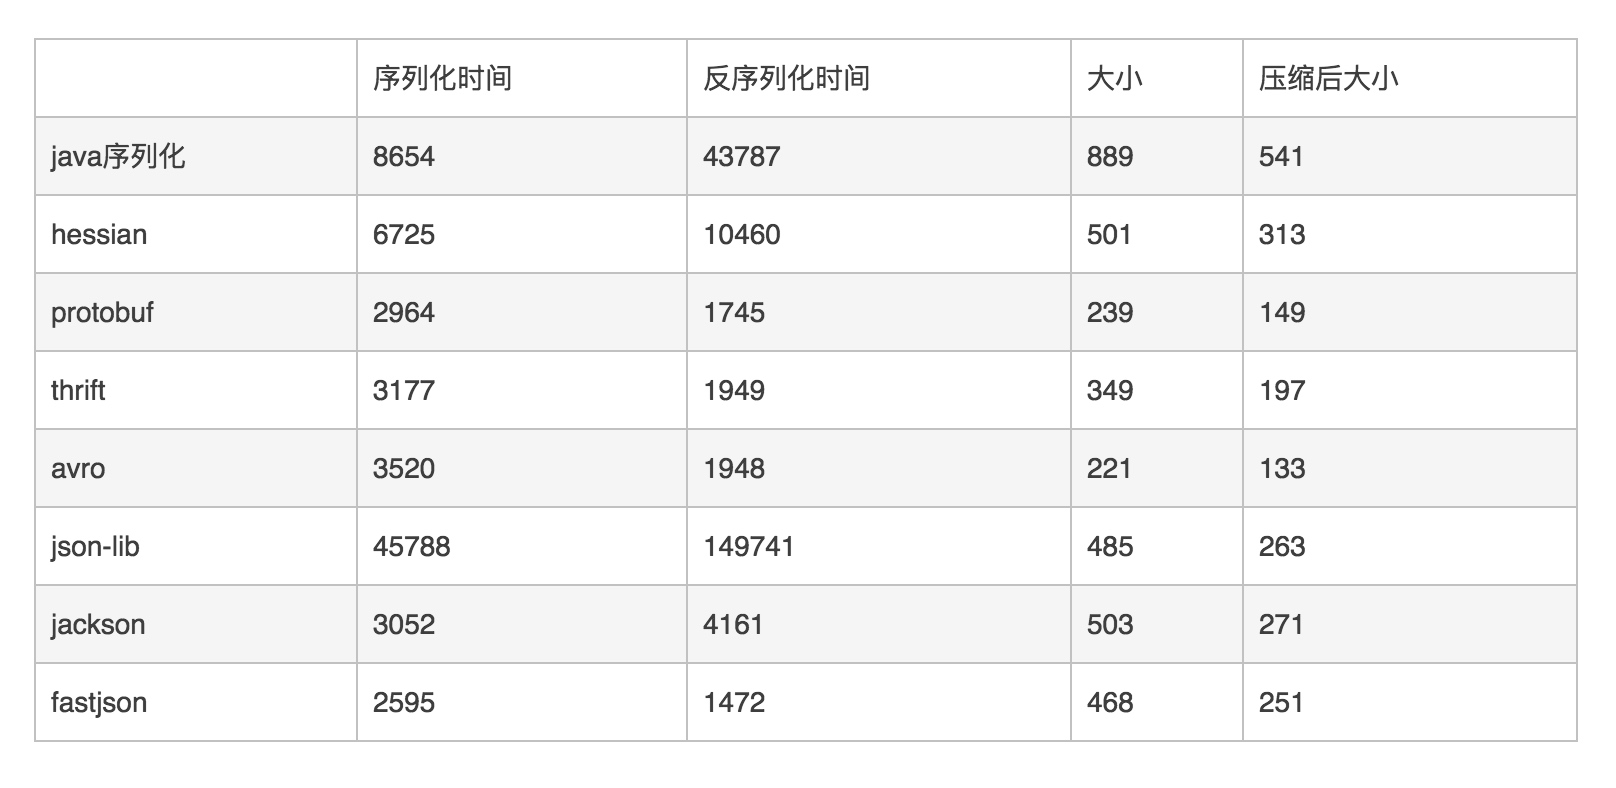 序列化时间 反序列化时间 大小 压缩后大小
java序列化 8654 43787 889 541
hessian 6725 10460 501 313
protobuf 2964 1745 239 149
thrift 3177 1949 349 197
avro 3520 1948 221 133
json-lib 45788 149741 485 263
jackson 3052 4161 503 271
fastjson 2595 1472 468 251